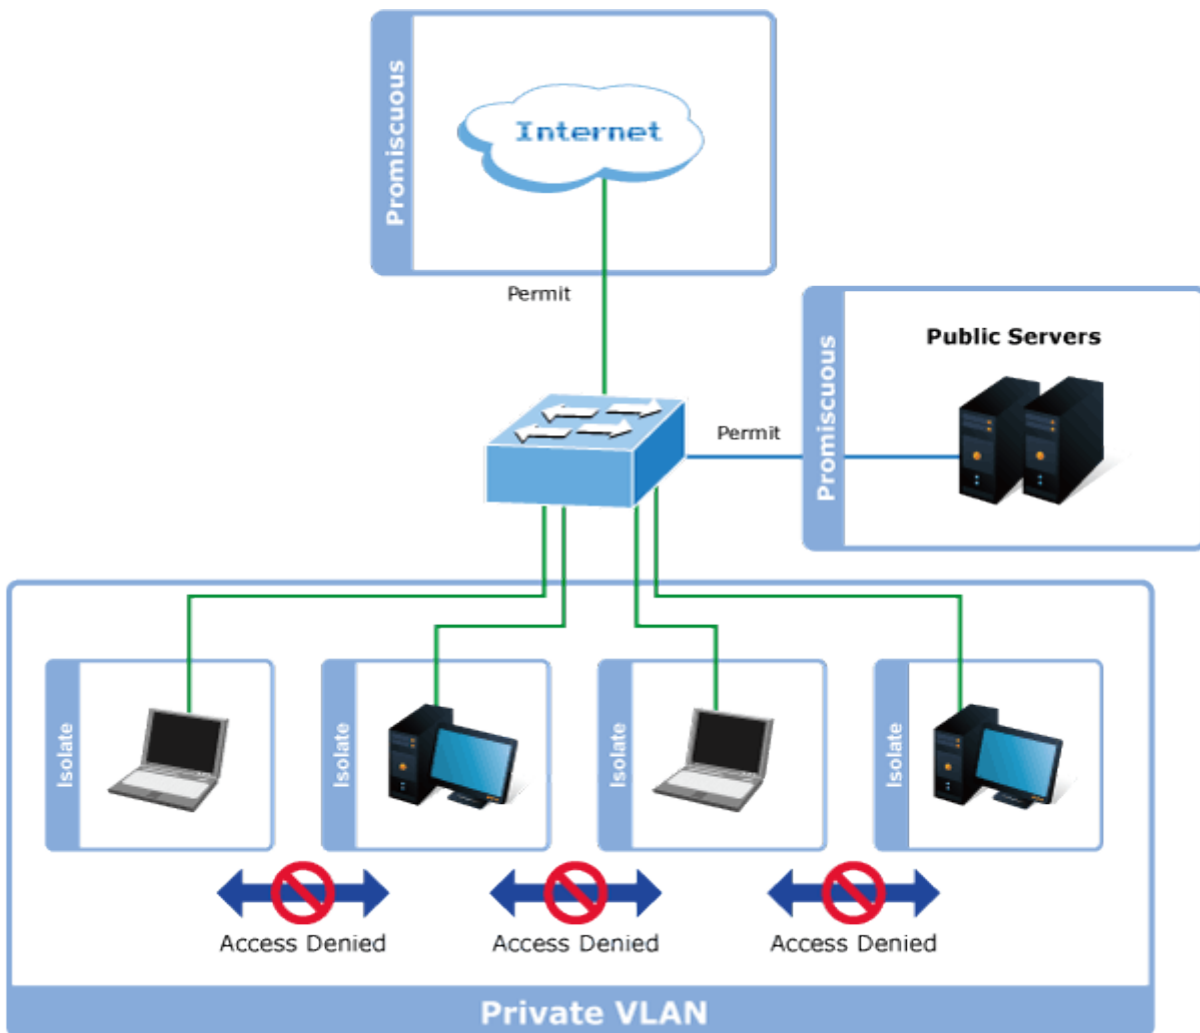 Promiscuous
Internet
Permit
Promiscuous
Public Servers
Permit
Isolate
Isolate
Isolate
Isolate
Access Denied
Access Denied
Access Denied
Private VLAN